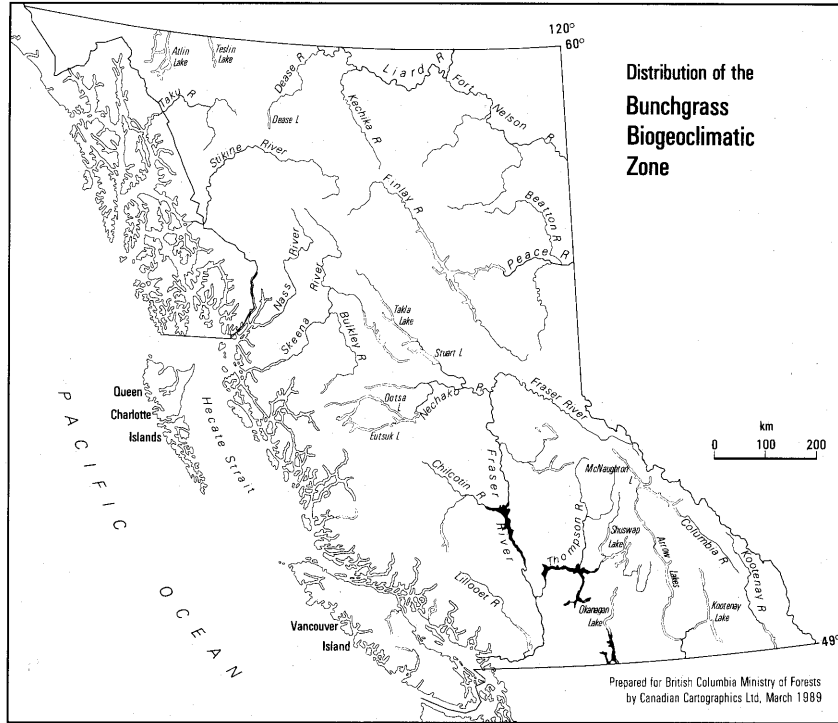 120°
60°
Distribution of the
Bunchgrass
Biogeoclimatic
Zone
Atlin
Lake
Teslin
Lake
Dease R
Liard R
Fort Nelson R
Taku R
Dease L
Kechika R
Stikine River
Finlay R
Beatton R
Peace R
Nass River
Skeena River
Bulkley R
Takla
Lake
Stuart L
Queen
Charlotte
Islands
Hecate Strait
Ootsa
L
Eutsuk L
Nechako R
Fraser River
km
0 100 200
PACIFIC OCEAN
Chilcotin R
Fraser River
McNaughton
L
Thompson R
Shuswap
Lake
Columbia R
Arrow
Lakes
Kootenay R
Lillooet R
Okanagan
Lake
Kootenay
Lake
Vancouver
Island
49°
Prepared for British Columbia Ministry of Forests
by Canadian Cartographics Ltd, March 1989